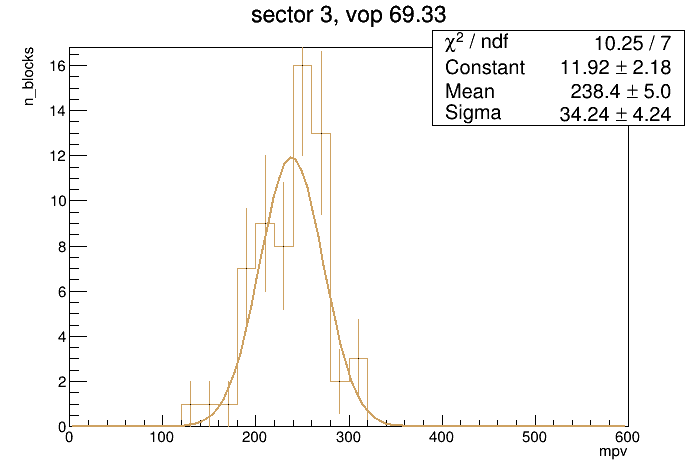 sector 3, vop 69.33
χ² / ndf 10.25 / 7
Constant 11.92 ± 2.18
Mean 238.4 ± 5.0
Sigma 34.24 ± 4.24
n_blocks
16
14
12
10
8
6
4
2
0
0 100 200 300 400 500 600
mpv